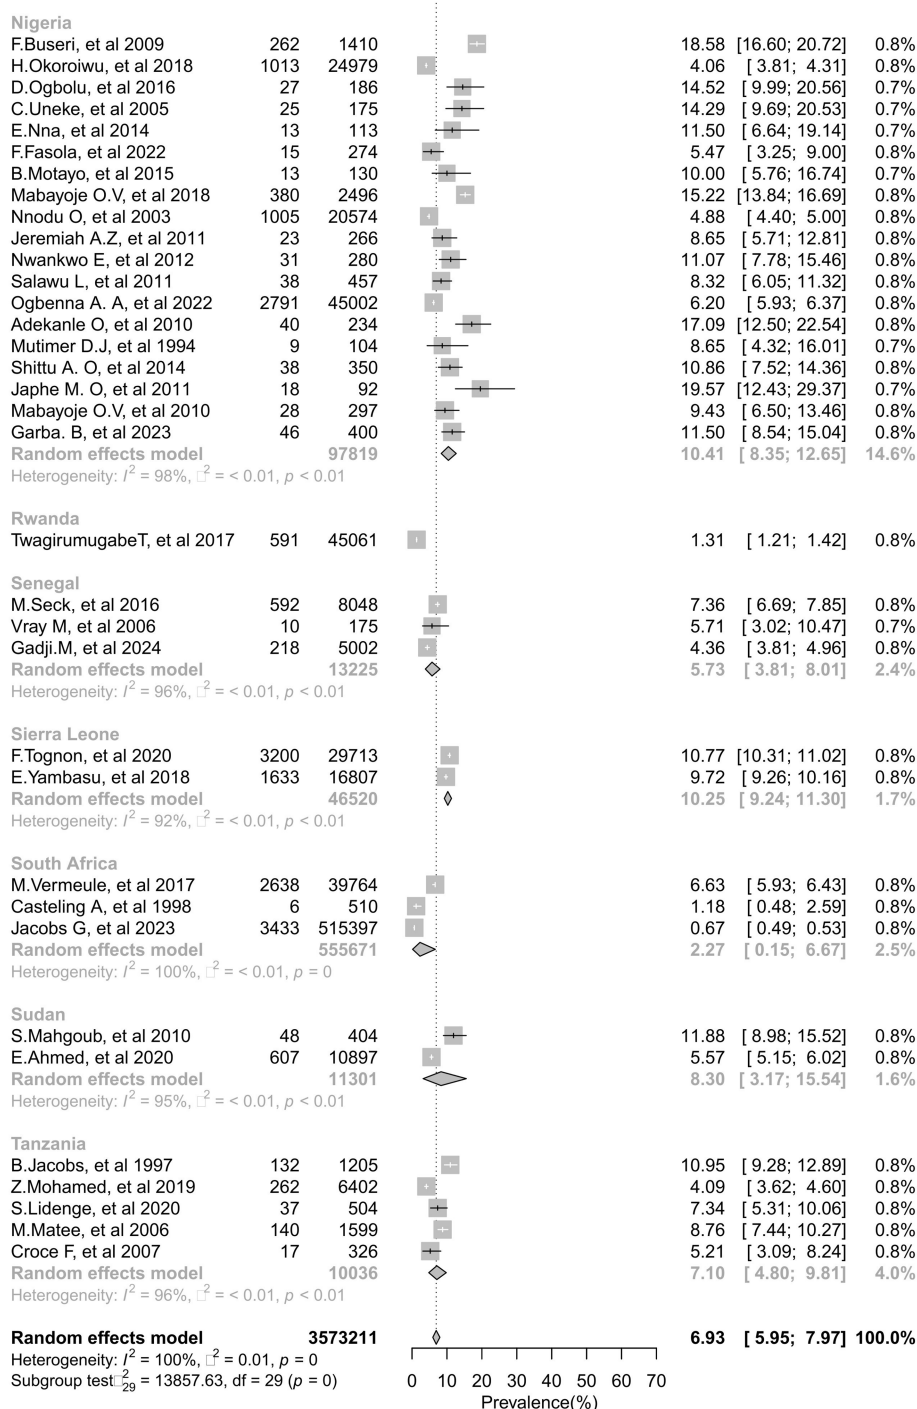 Nigeria
F.Buseri, et al 2009 262 1410 18.58 [16.60; 20.72] 0.8%
H.Okoroiwu, et al 2018 1013 24979 4.06 [ 3.81; 4.31] 0.8%
D.Ogbolu, et al 2016 27 186 14.52 [ 9.99; 20.56] 0.7%
C.Uneke, et al 2005 25 175 14.29 [ 9.69; 20.53] 0.7%
E.Nna, et al 2014 13 113 11.50 [ 6.64; 19.14] 0.7%
F.Fasola, et al 2022 15 274 5.47 [ 3.25; 9.00] 0.8%
B.Motayo, et al 2015 13 130 10.00 [ 5.76; 16.74] 0.7%
Mabayoje O.V, et al 2018 380 2496 15.22 [13.84; 16.69] 0.8%
Nnodu O, et al 2003 1005 20574 4.88 [ 4.40; 5.00] 0.8%
Jeremiah A.Z, et al 2011 23 266 8.65 [ 5.71; 12.81] 0.8%
Nwankwo E, et al 2012 31 280 11.07 [ 7.78; 15.46] 0.8%
Salawu L, et al 2011 38 457 8.32 [ 6.05; 11.32] 0.8%
Ogbenna A. A, et al 2022 2791 45002 6.20 [ 5.93; 6.37] 0.8%
Adekanle O, et al 2010 40 234 17.09 [12.50; 22.54] 0.8%
Mutimer D.J, et al 1994 9 104 8.65 [ 4.32; 16.01] 0.7%
Shittu A. O, et al 2014 38 350 10.86 [ 7.52; 14.36] 0.8%
Japhe M. O, et al 2011 18 92 19.57 [12.43; 29.37] 0.7%
Mabayoje O.V, et al 2010 28 297 9.43 [ 6.50; 13.46] 0.8%
Garba. B, et al 2023 46 400 11.50 [ 8.54; 15.04] 0.8%
Random effects model 97819 10.41 [ 8.35; 12.65] 14.6%
Heterogeneity: I² = 98%, □² = < 0.01, p < 0.01
Rwanda
TwagirumugabeT, et al 2017 591 45061 1.31 [ 1.21; 1.42] 0.8%
Senegal
M.Seck, et al 2016 592 8048 7.36 [ 6.69; 7.85] 0.8%
Vray M, et al 2006 10 175 5.71 [ 3.02; 10.47] 0.7%
Gadji.M, et al 2024 218 5002 4.36 [ 3.81; 4.96] 0.8%
Random effects model 13225 5.73 [ 3.81; 8.01] 2.4%
Heterogeneity: I² = 96%, □² = < 0.01, p < 0.01
Sierra Leone
F.Tognon, et al 2020 3200 29713 10.77 [10.31; 11.02] 0.8%
E.Yambasu, et al 2018 1633 16807 9.72 [ 9.26; 10.16] 0.8%
Random effects model 46520 10.25 [ 9.24; 11.30] 1.7%
Heterogeneity: I² = 92%, □² = < 0.01, p < 0.01
South Africa
M.Vermeule, et al 2017 2638 39764 6.63 [ 5.93; 6.43] 0.8%
Casteling A, et al 1998 6 510 1.18 [ 0.48; 2.59] 0.8%
Jacobs G, et al 2023 3433 515397 0.67 [ 0.49; 0.53] 0.8%
Random effects model 555671 2.27 [ 0.15; 6.67] 2.5%
Heterogeneity: I² = 100%, □² = < 0.01, p = 0
Sudan
S.Mahgoub, et al 2010 48 404 11.88 [ 8.98; 15.52] 0.8%
E.Ahmed, et al 2020 607 10897 5.57 [ 5.15; 6.02] 0.8%
Random effects model 11301 8.30 [ 3.17; 15.54] 1.6%
Heterogeneity: I² = 95%, □² = < 0.01, p < 0.01
Tanzania
B.Jacobs, et al 1997 132 1205 10.95 [ 9.28; 12.89] 0.8%
Z.Mohamed, et al 2019 262 6402 4.09 [ 3.62; 4.60] 0.8%
S.Lidenge, et al 2020 37 504 7.34 [ 5.31; 10.06] 0.8%
M.Matee, et al 2006 140 1599 8.76 [ 7.44; 10.27] 0.8%
Croce F, et al 2007 17 326 5.21 [ 3.09; 8.24] 0.8%
Random effects model 10036 7.10 [ 4.80; 9.81] 4.0%
Heterogeneity: I² = 96%, □² = < 0.01, p < 0.01
Random effects model 3573211 6.93 [ 5.95; 7.97] 100.0%
Heterogeneity: I² = 100%, □² = 0.01, p = 0
Subgroup test□²₂₉ = 13857.63, df = 29 (p = 0)
0 10 20 30 40 50 60 70
Prevalence(%)